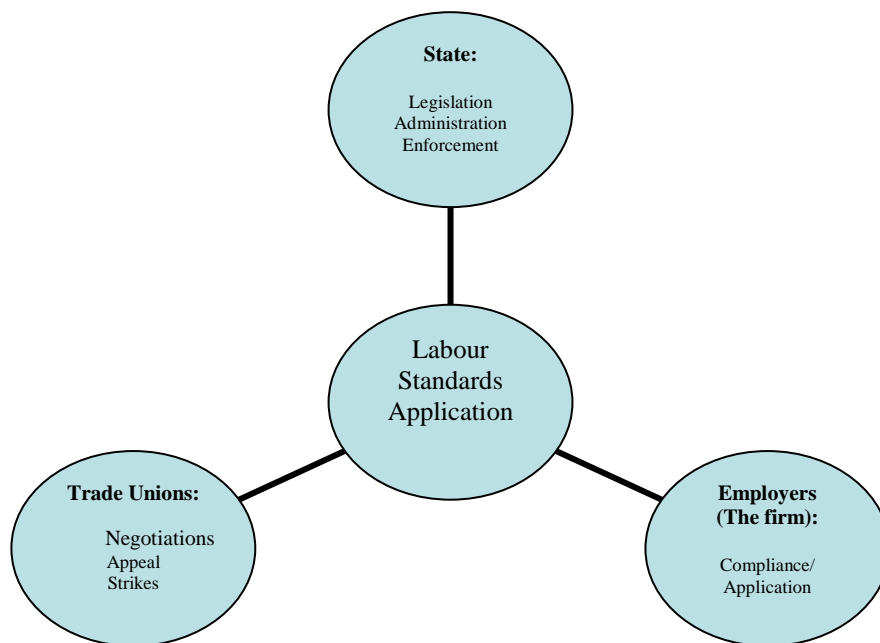 State:
Legislation
Administration
Enforcement
Labour
Standards
Application
Trade Unions:
Negotiations
Appeal
Strikes
Employers
(The firm):
Compliance/
Application